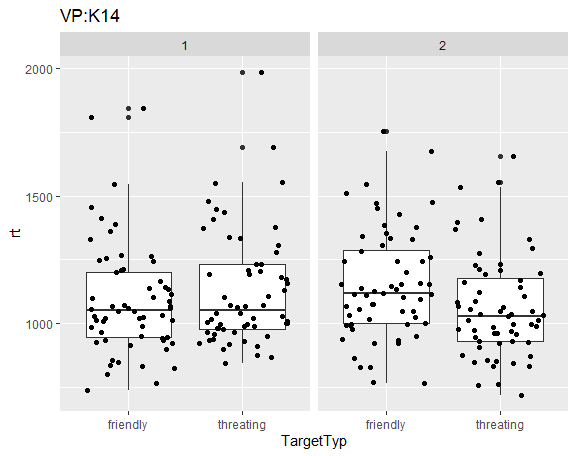 VP:K14
1 2
rt
2000
1500
1000
friendly threating friendly threating
TargetTyp